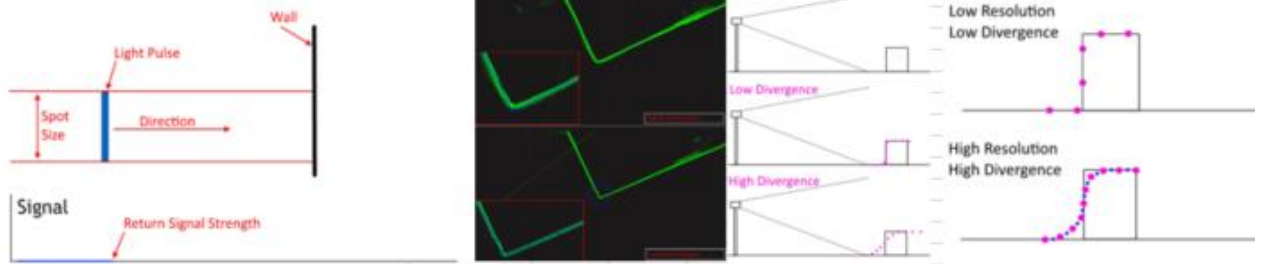 Wall
Light Pulse
Spot
Size
Direction
Signal
Return Signal Strength
Low Divergence
High Divergence
Low Resolution
Low Divergence
High Resolution
High Divergence